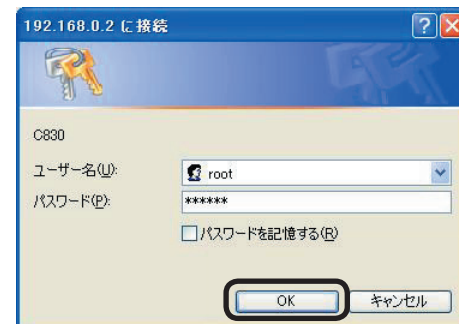 192.168.0.2 に接続
C830
ユーザー名(U):
root
パスワード(P):
******
パスワードを記憶する(R)
OK
キャンセル